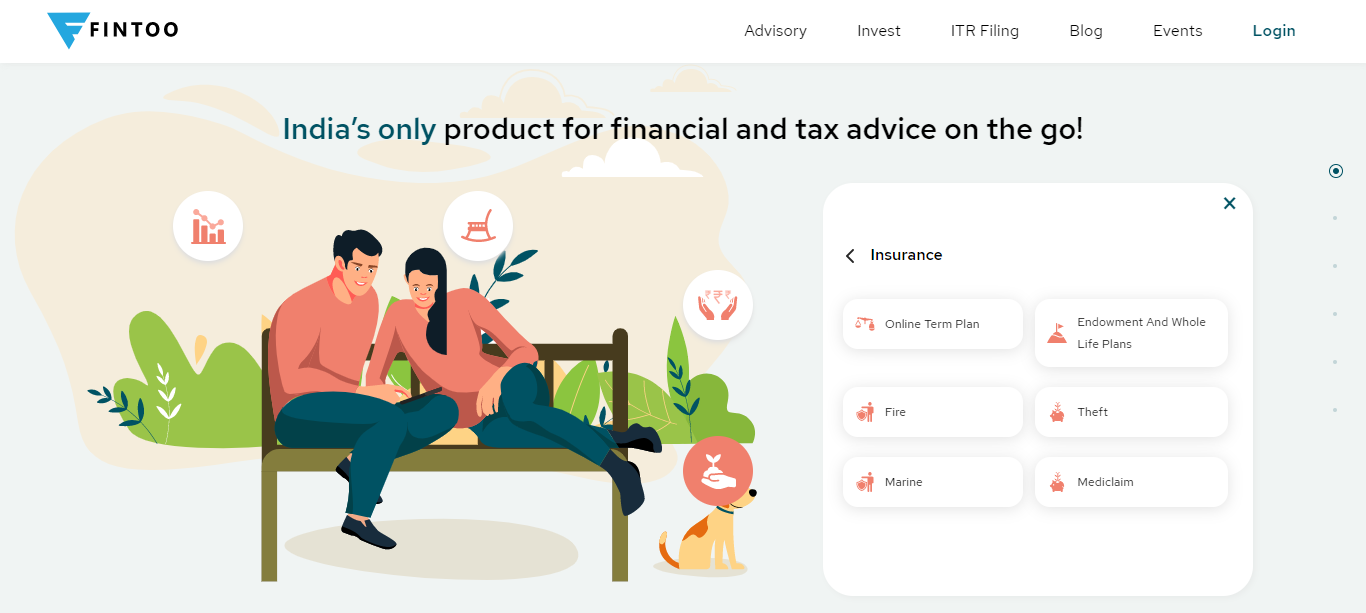 FINTOO
Advisory
Invest
ITR Filing
Blog
Events
Login
India's only product for financial and tax advice on the go!
Insurance
Online Term Plan
Endowment And Whole
Life Plans
Fire
Theft
Marine
Mediclaim